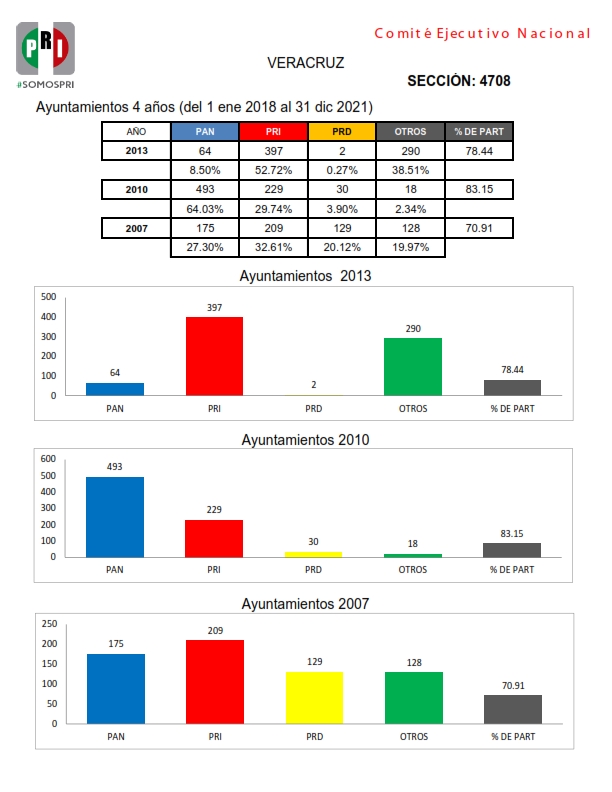 Comité Ejecutivo Nacional
PRI
#SOMOSPRI
VERACRUZ
SECCIÓN: 4708
Ayuntamientos 4 años (del 1 ene 2018 al 31 dic 2021)
AÑO PAN PRI PRD OTROS % DE PART
2013 64 397 2 290 78.44
8.50% 52.72% 0.27% 38.51%
2010 493 229 30 18 83.15
64.03% 29.74% 3.90% 2.34%
2007 175 209 129 128 70.91
27.30% 32.61% 20.12% 19.97%
Ayuntamientos 2013
500
400
300
200
100
0
64 397 2 290 78.44
PAN PRI PRD OTROS % DE PART
Ayuntamientos 2010
600
500
400
300
200
100
0
493 229 30 18 83.15
PAN PRI PRD OTROS % DE PART
Ayuntamientos 2007
250
200
150
100
50
0
175 209 129 128 70.91
PAN PRI PRD OTROS % DE PART